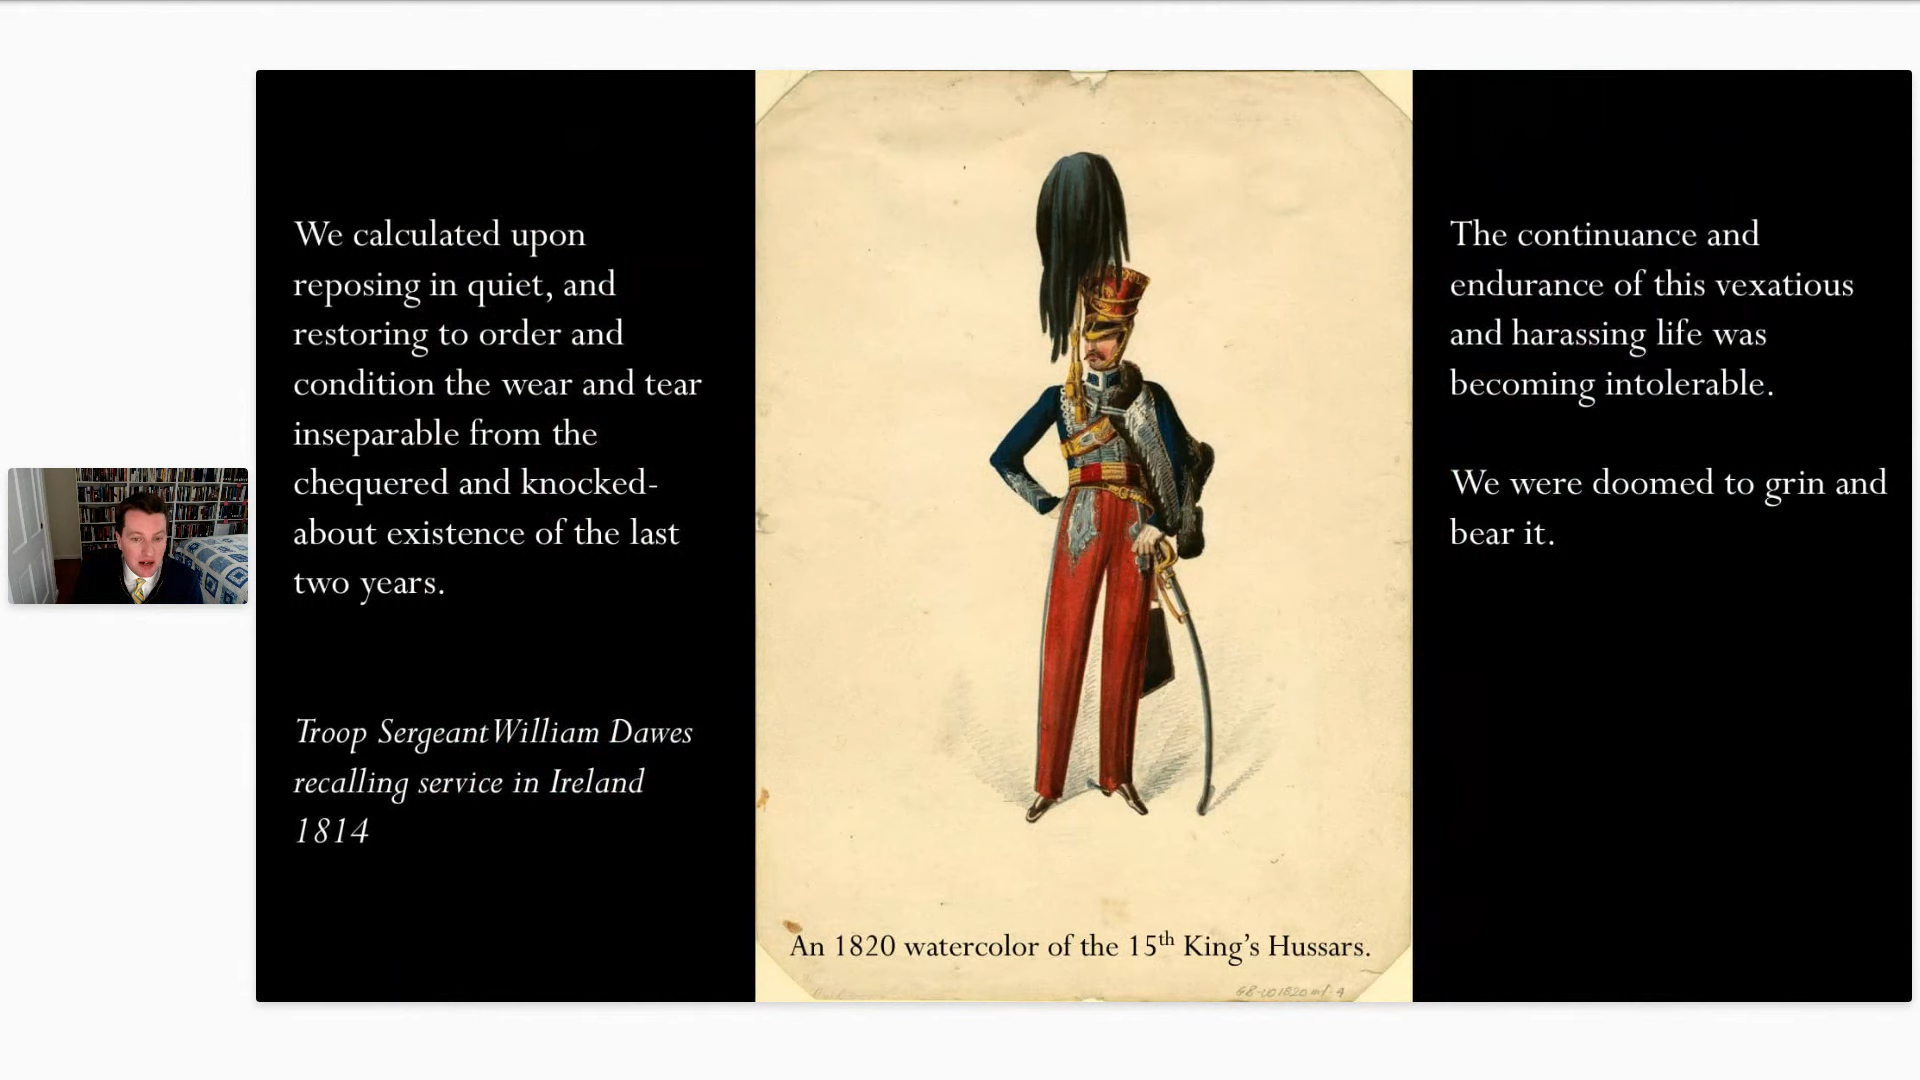 We calculated upon
reposing in quiet, and
restoring to order and
condition the wear and tear
inseparable from the
chequered and knocked-
about existence of the last
two years.
Troop Sergeant William Dawes
recalling service in Ireland
1814
An 1820 watercolor of the 15th King's Hussars.
The continuance and
endurance of this vexatious
and harassing life was
becoming intolerable.
We were doomed to grin and
bear it.